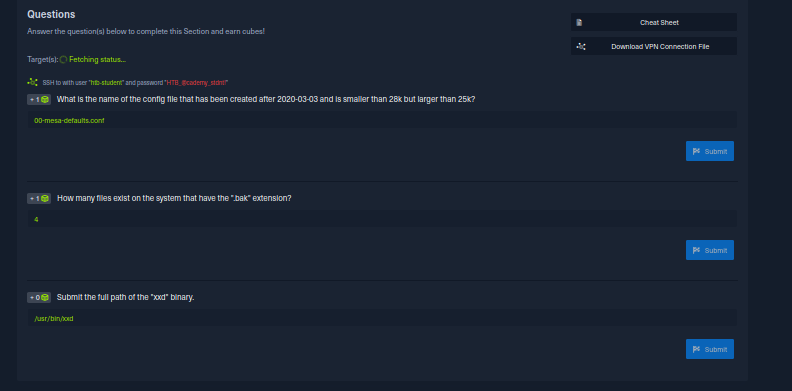 Questions
Answer the question(s) below to complete this Section and earn cubes!
Cheat Sheet
Download VPN Connection File
Target(s): Fetching status...
SSH to with user "htb-student" and password "HTB_@cademy_stdnt!"
+ 1 What is the name of the config file that has been created after 2020-03-03 and is smaller than 28k but larger than 25k?
00-mesa-defaults.conf
Submit
+ 1 How many files exist on the system that have the ".bak" extension?
4
Submit
+ 0 Submit the full path of the "xxd" binary.
/usr/bin/xxd
Submit